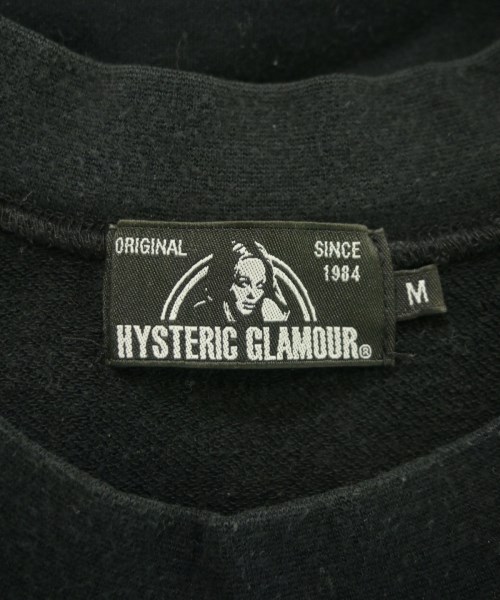 ORIGINAL SINCE
1984
HYSTERIC GLAMOUR®
M